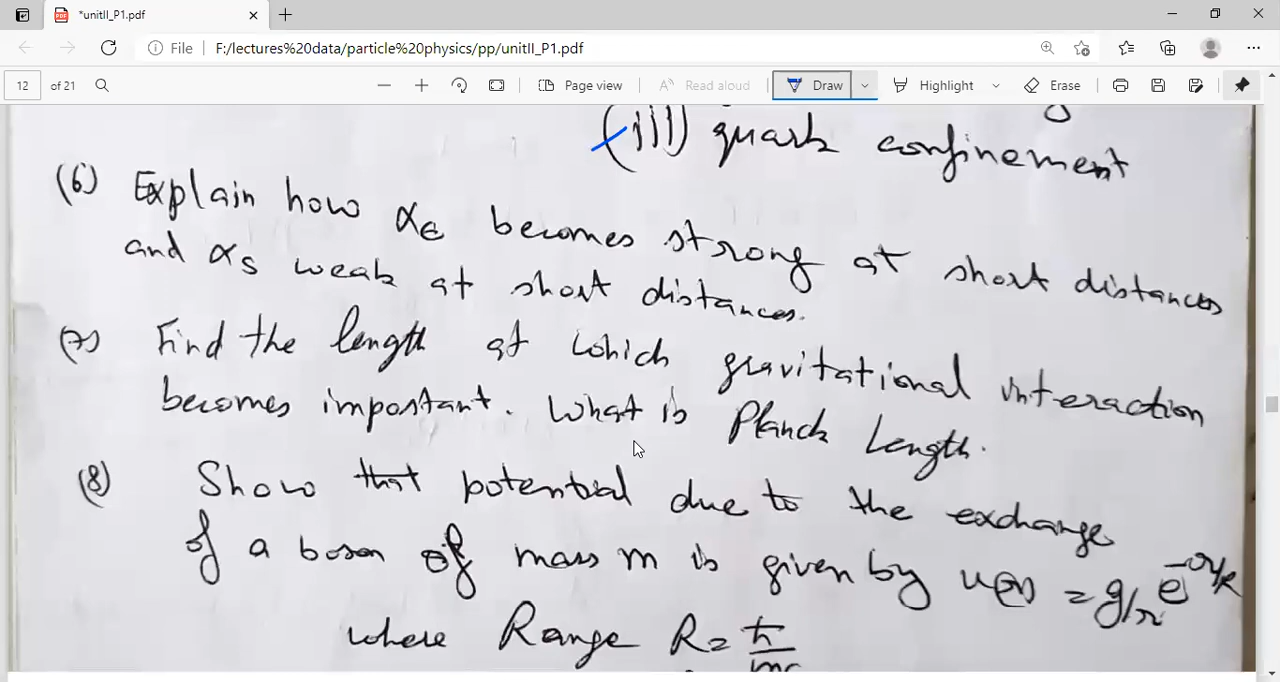 *unitII_P1.pdf
File F:/lectures%20data/particle%20physics/pp/unitII_P1.pdf
12 of 21 Page view Read aloud Draw Highlight Erase
(iii) quark confinement
(6) Explain how αe becomes strong at short distances
and αs weak at short distances.
(7) Find the length at which gravitational interaction
becomes important. What is Planck Length.
(8) Show that potential due to the exchange
of a boson of mass m is given by u(r) = g/r e^-r/R
where Range R = ħ/mc